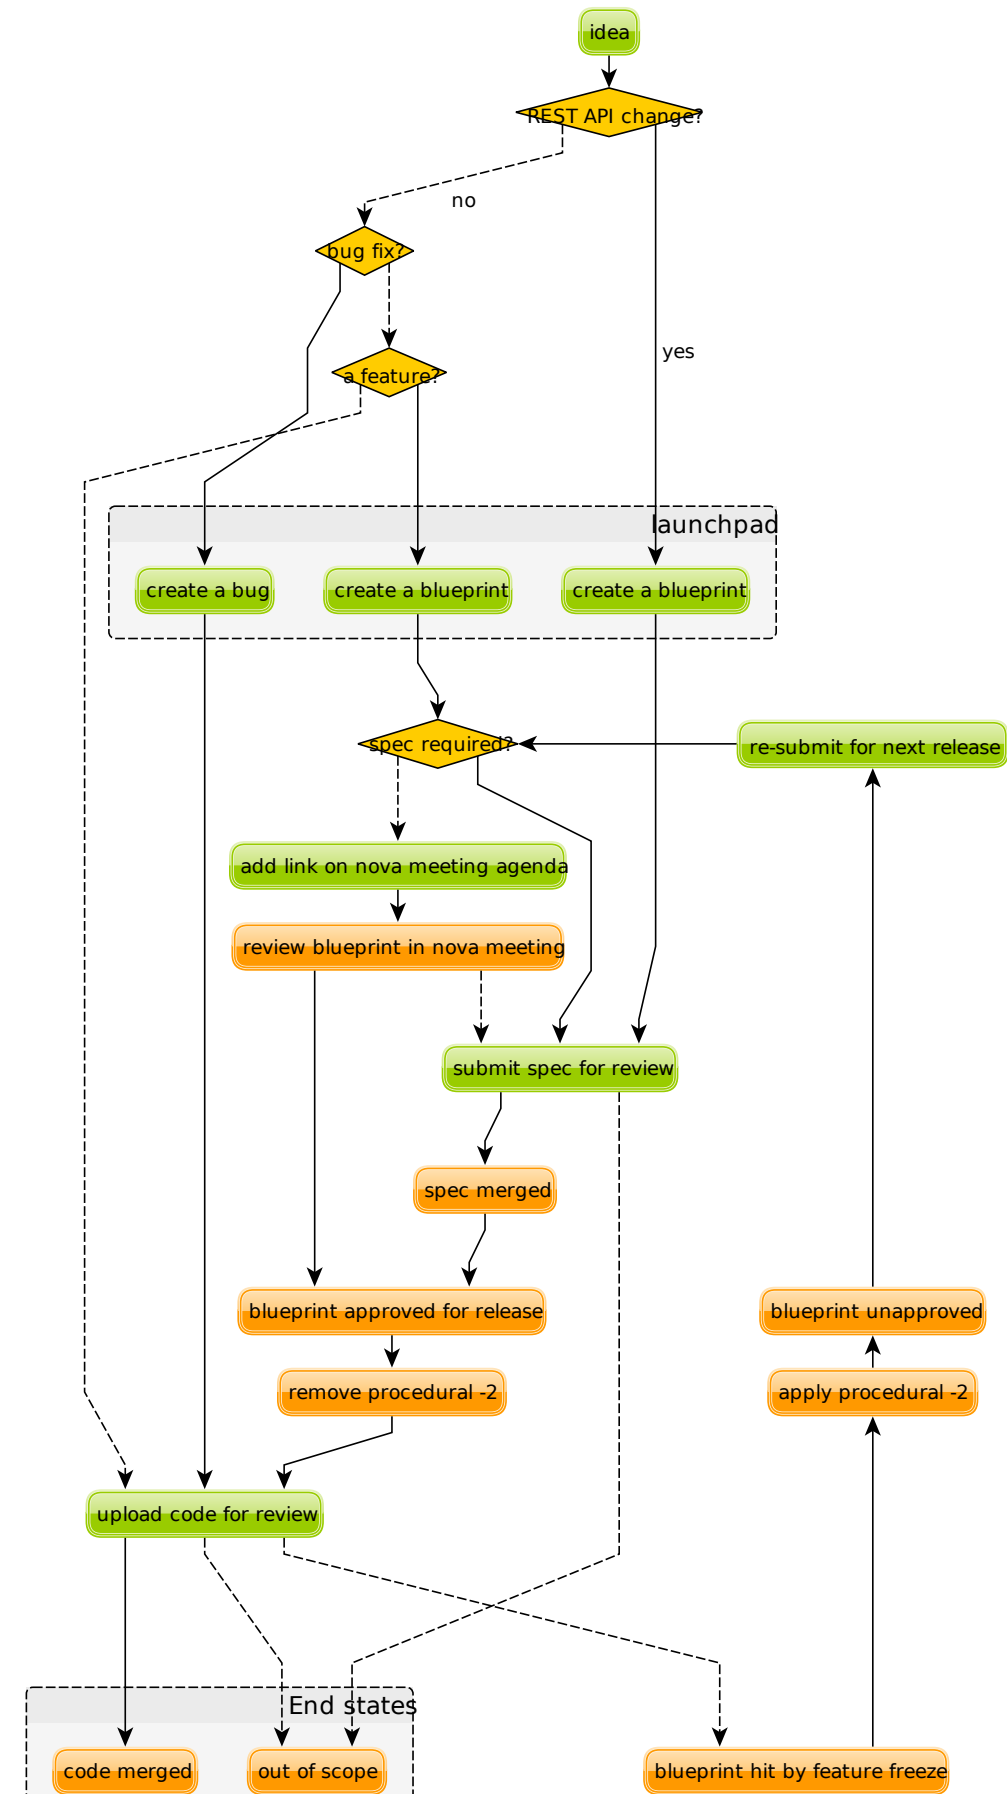 idea
REST API change?
no
bug fix?
yes
a feature?
launchpad
create a bug
create a blueprint
create a blueprint
spec required?
re-submit for next release
add link on nova meeting agenda
review blueprint in nova meeting
submit spec for review
spec merged
blueprint approved for release
blueprint unapproved
remove procedural -2
apply procedural -2
upload code for review
End states
code merged
out of scope
blueprint hit by feature freeze